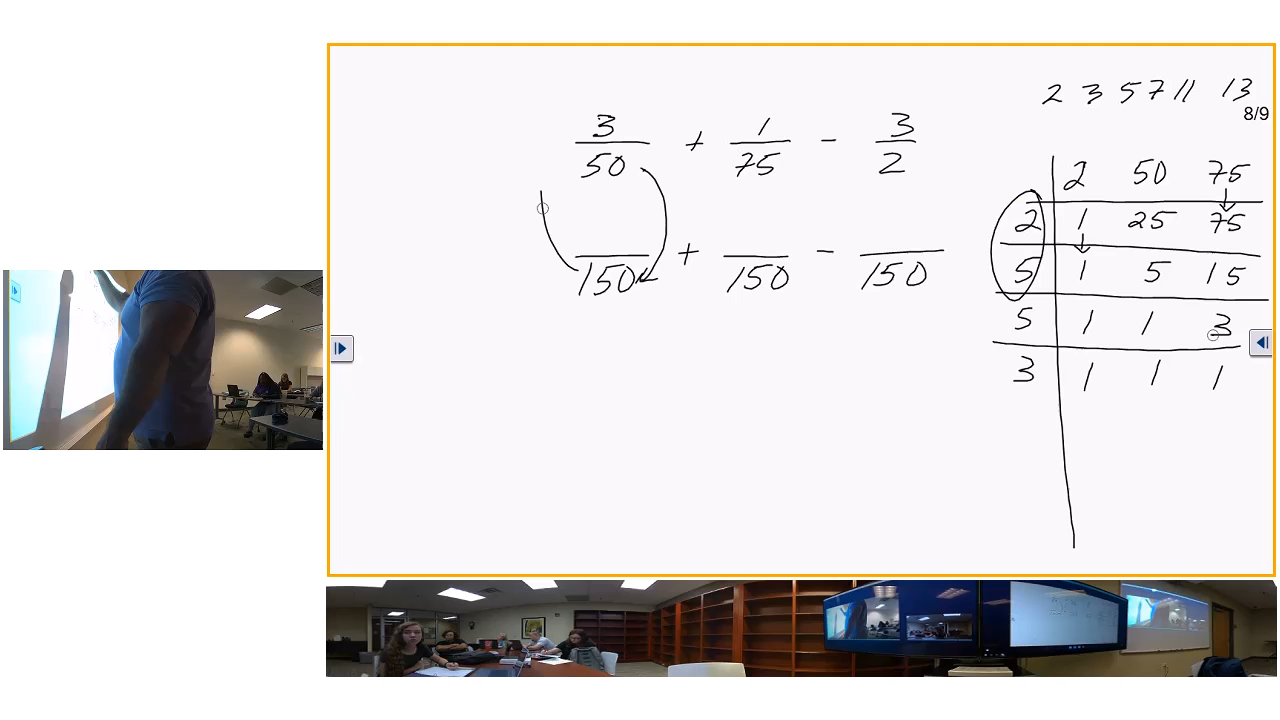 2 3 5 7 11 13
8/9
3/50 + 1/75 - 3/2
/150 + /150 - /150
2 50 75
2 1 25 75
5 1 5 15
5 1 1 3
3 1 1 1